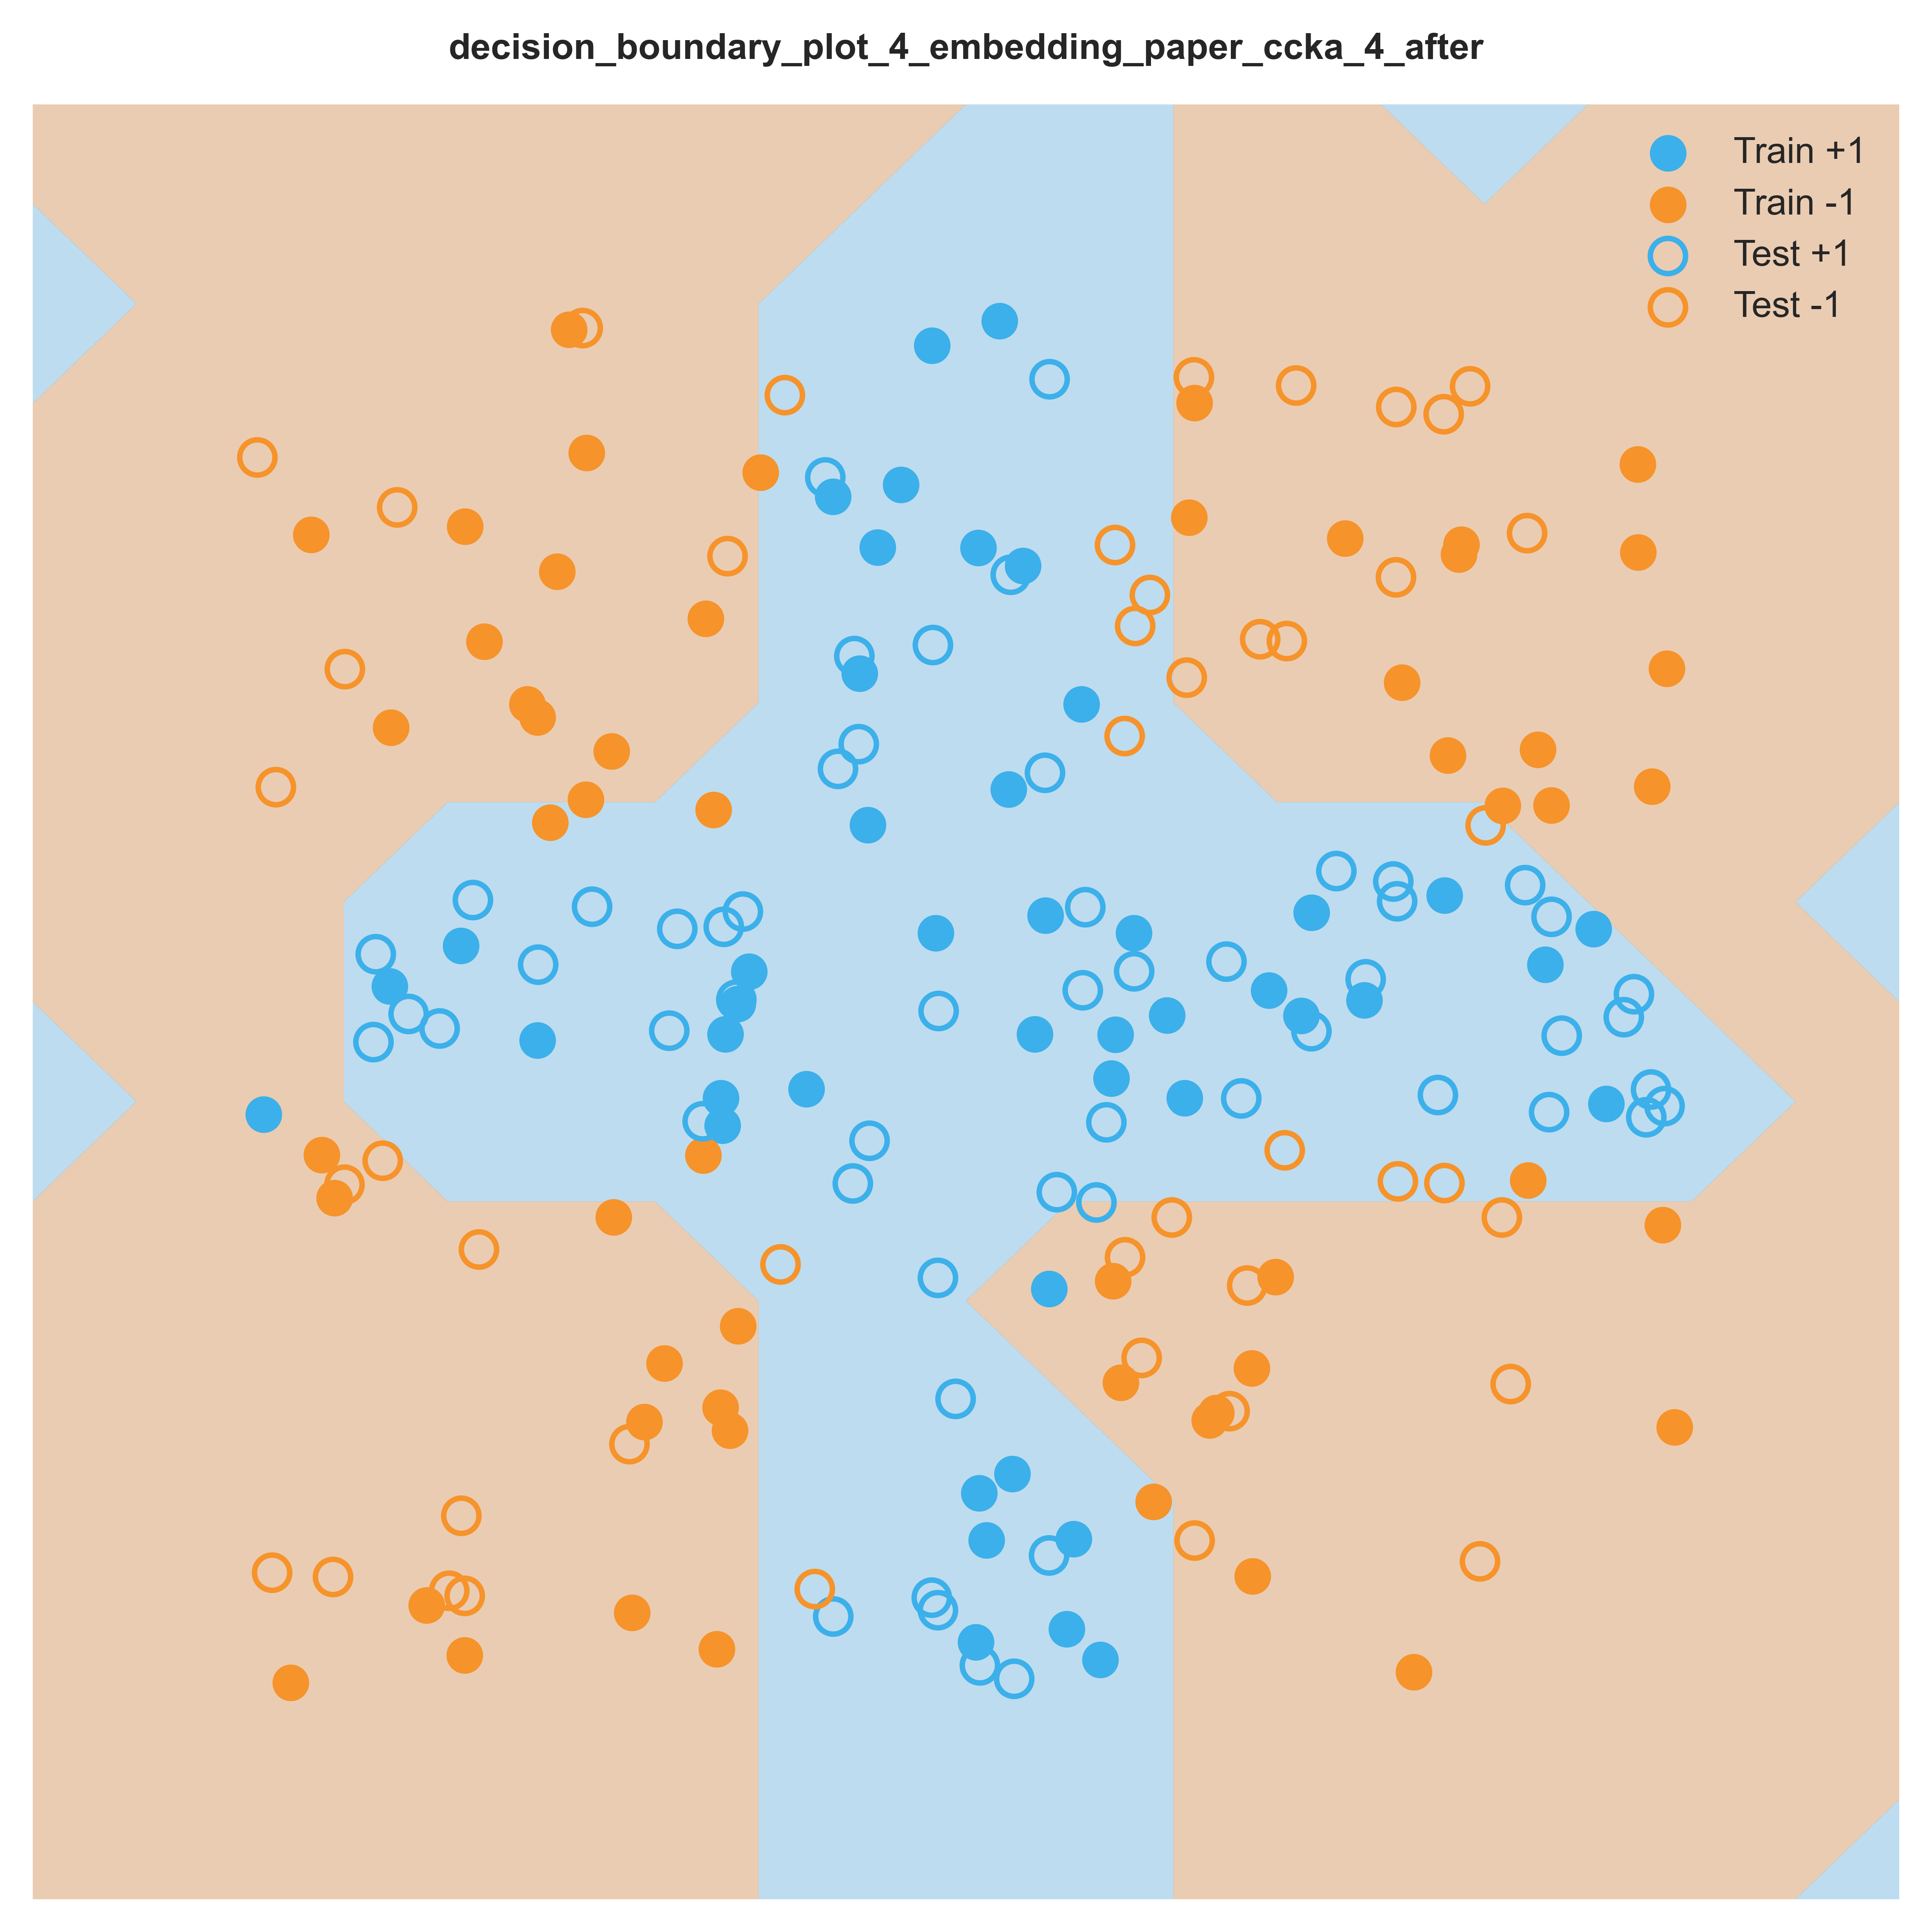 decision_boundary_plot_4_embedding_paper_ccka_4_after
Train +1
Train -1
Test +1
Test -1